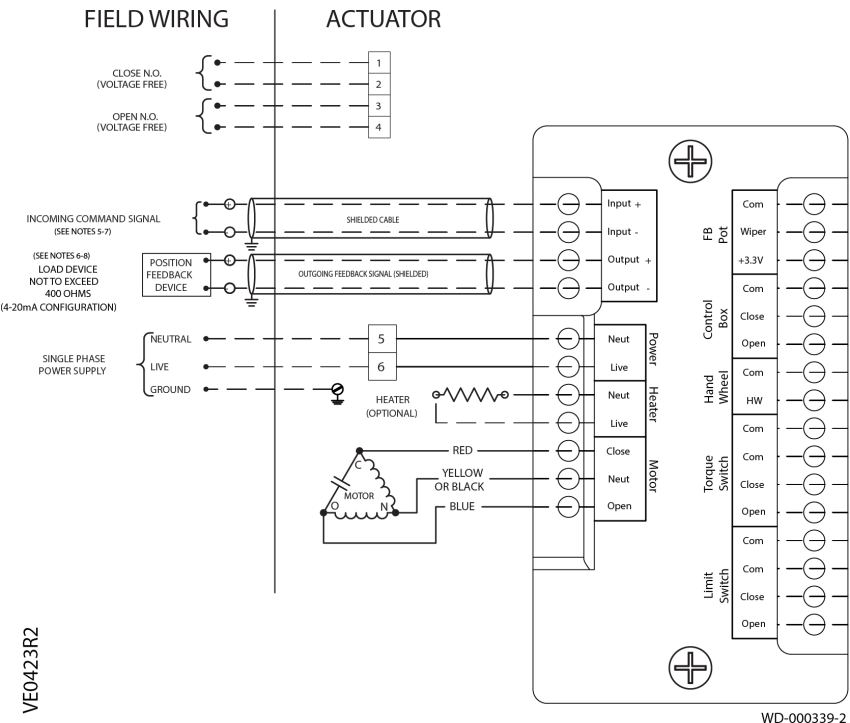 FIELD WIRING
ACTUATOR
CLOSE N.O.
(VOLTAGE FREE)
OPEN N.O.
(VOLTAGE FREE)
1
2
3
4
INCOMING COMMAND SIGNAL
(SEE NOTES 5-7)
+
-
SHIELDED CABLE
(SEE NOTES 6-8)
LOAD DEVICE
NOT TO EXCEED
400 OHMS
(4-20mA CONFIGURATION)
POSITION
FEEDBACK
DEVICE
+
-
OUTGOING FEEDBACK SIGNAL (SHIELDED)
SINGLE PHASE
POWER SUPPLY
NEUTRAL
LIVE
GROUND
5
6
HEATER
(OPTIONAL)
RED
YELLOW
OR BLACK
BLUE
C
MOTOR
O
N
Input +
Input -
Output +
Output -
Neut
Live
Power
Neut
Live
Heater
Close
Neut
Open
Motor
FB
Pot
Com
Wiper
+3.3V
Control
Box
Com
Close
Open
Hand
Wheel
Com
HW
Torque
Switch
Com
Com
Close
Open
Limit
Switch
Com
Com
Close
Open
VE0423R2
WD-000339-2